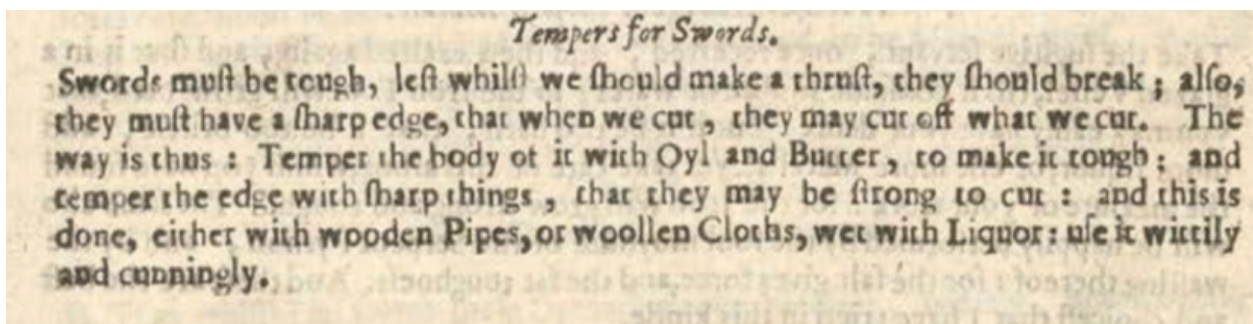 Tempers for Swords.
Swords muſt be tough, leſt whilſt we ſhould make a thruſt, they ſhould break ; alſo,
they muſt have a ſharp edge, that when we cut , they may cut off what we cut. The
way is thus : Temper the body of it with Oyl and Butter , to make it tough : and
temper the edge with ſharp things , that they may be ſtrong to cut : and this is
done, either with wooden Pipes, or woollen Cloths, wet with Liquor : uſe it wittily
and cunningly.